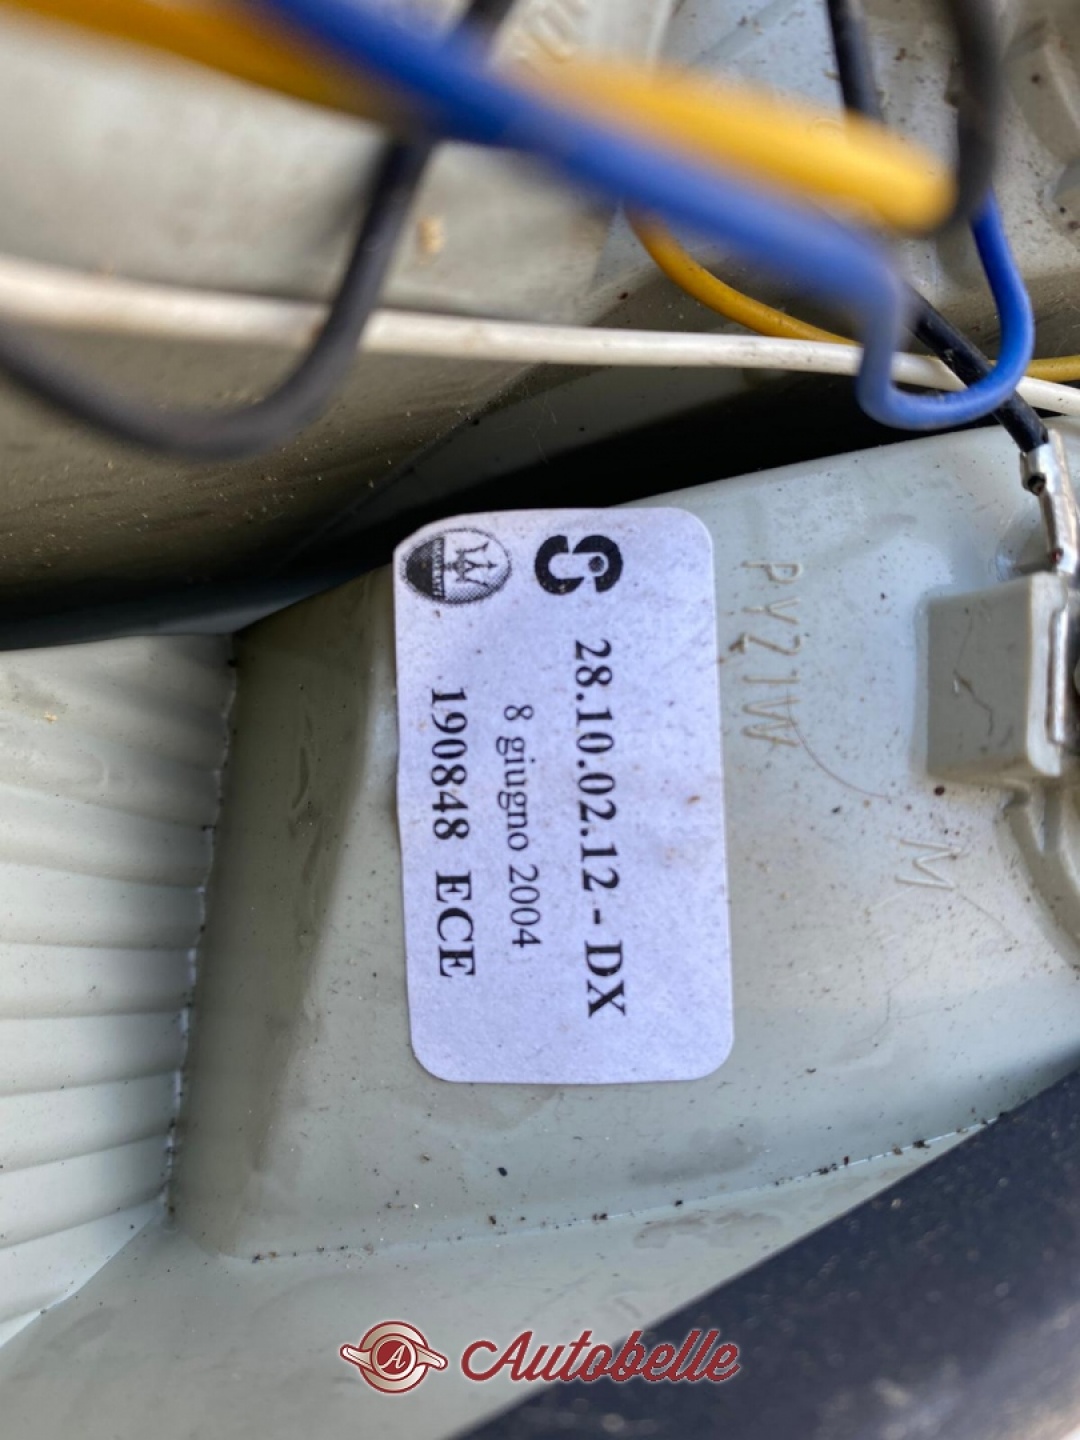 28.10.02.12 - DX
8 giugno 2004
190848 ECE
PY21W
M
A
Autobelle